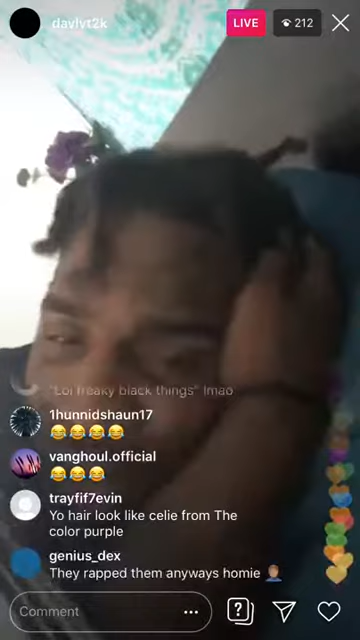 davlvt2k
LIVE
212
"Lol freaky black things" lmao
1hunnidshaun17
😂😂😂😂
vanghoul.official
😂😂😂
trayfif7evin
Yo hair look like celie from The
color purple
genius_dex
They rapped them anyways homie 🤦🏽‍♂️
Comment